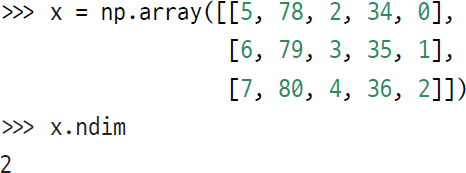 >>> x = np.array([[5, 78, 2, 34, 0],
[6, 79, 3, 35, 1],
[7, 80, 4, 36, 2]])
>>> x.ndim
2